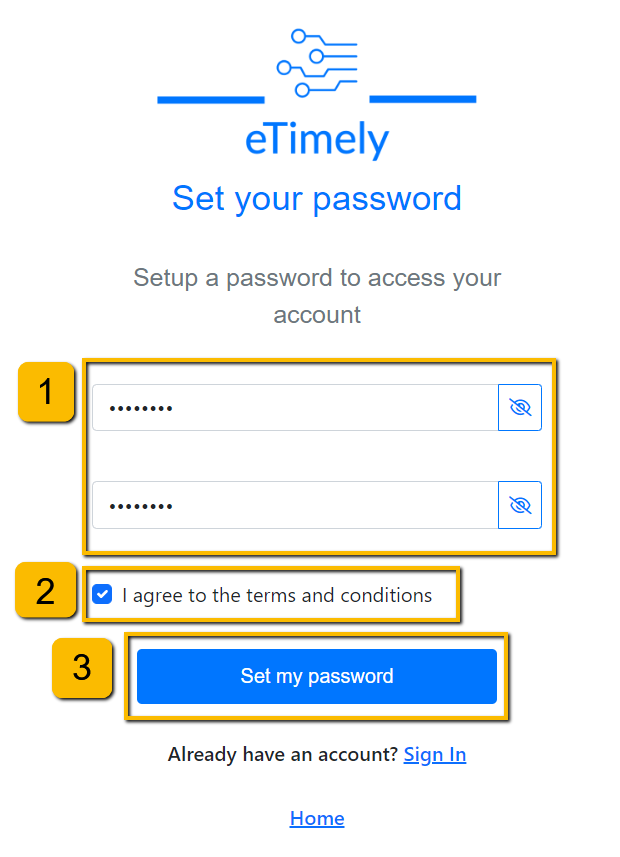 eTimely
Set your password
Setup a password to access your
account
1
••••••••
••••••••
2
I agree to the terms and conditions
3
Set my password
Already have an account? Sign In
Home